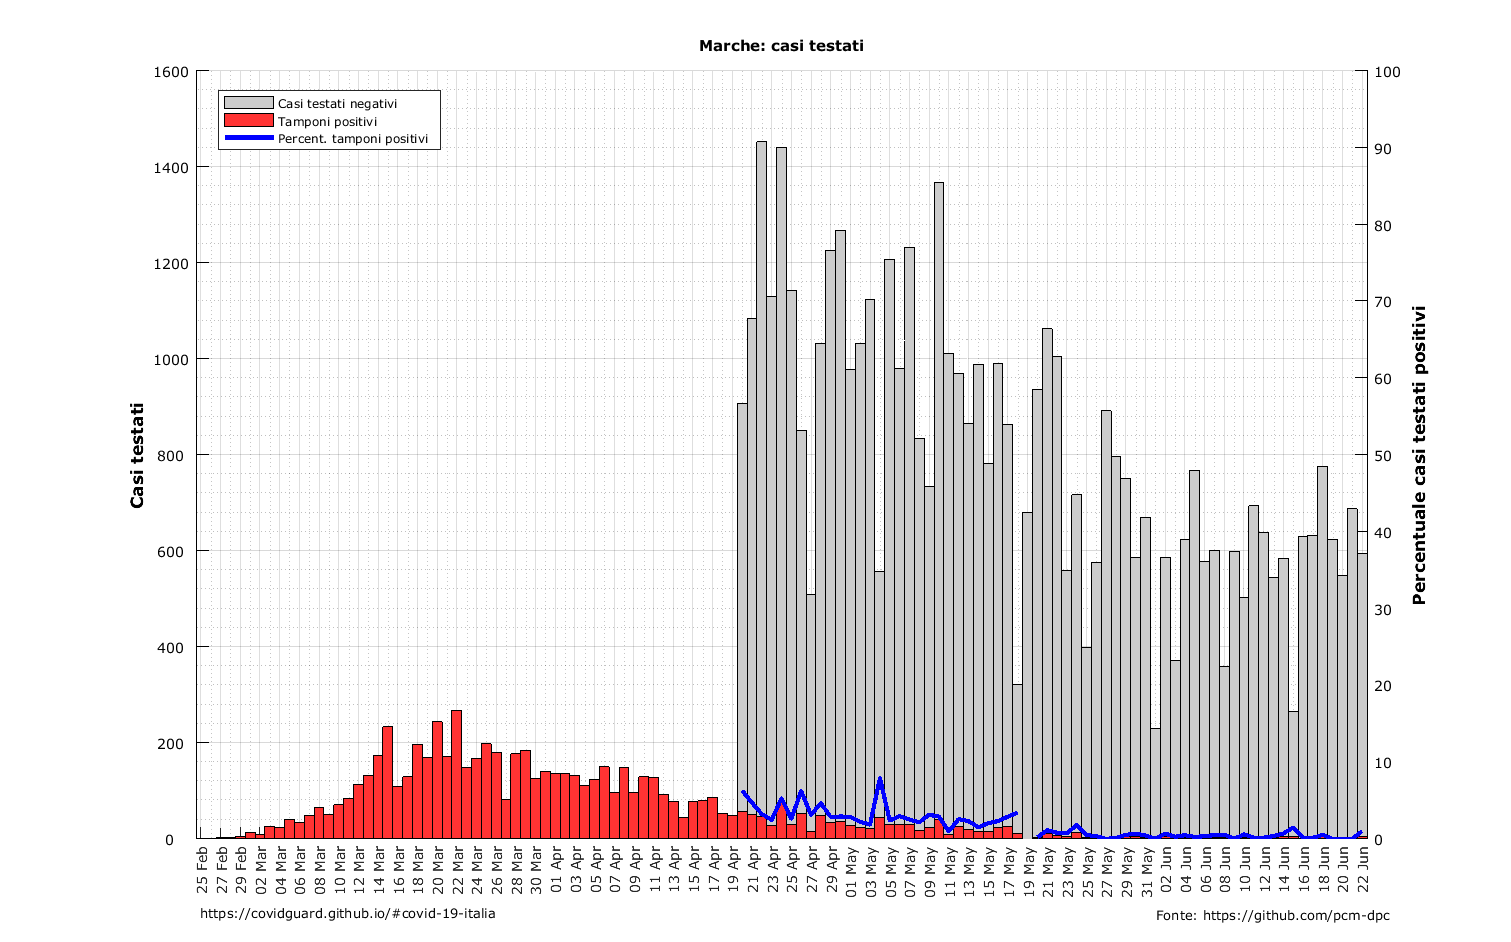 Marche: casi testati
Casi testati negativi
Tamponi positivi
Percent. tamponi positivi
Casi testati
1600
1400
1200
1000
800
600
400
200
0
100
90
80
70
60
50
40
30
20
10
0
Percentuale casi testati positivi
25 Feb
27 Feb
29 Feb
02 Mar
04 Mar
06 Mar
08 Mar
10 Mar
12 Mar
14 Mar
16 Mar
18 Mar
20 Mar
22 Mar
24 Mar
26 Mar
28 Mar
30 Mar
01 Apr
03 Apr
05 Apr
07 Apr
09 Apr
11 Apr
13 Apr
15 Apr
17 Apr
19 Apr
21 Apr
23 Apr
25 Apr
27 Apr
29 Apr
01 May
03 May
05 May
07 May
09 May
11 May
13 May
15 May
17 May
19 May
21 May
23 May
25 May
27 May
29 May
31 May
02 Jun
04 Jun
06 Jun
08 Jun
10 Jun
12 Jun
14 Jun
16 Jun
18 Jun
20 Jun
22 Jun
https://covidguard.github.io/#covid-19-italia
Fonte: https://github.com/pcm-dpc